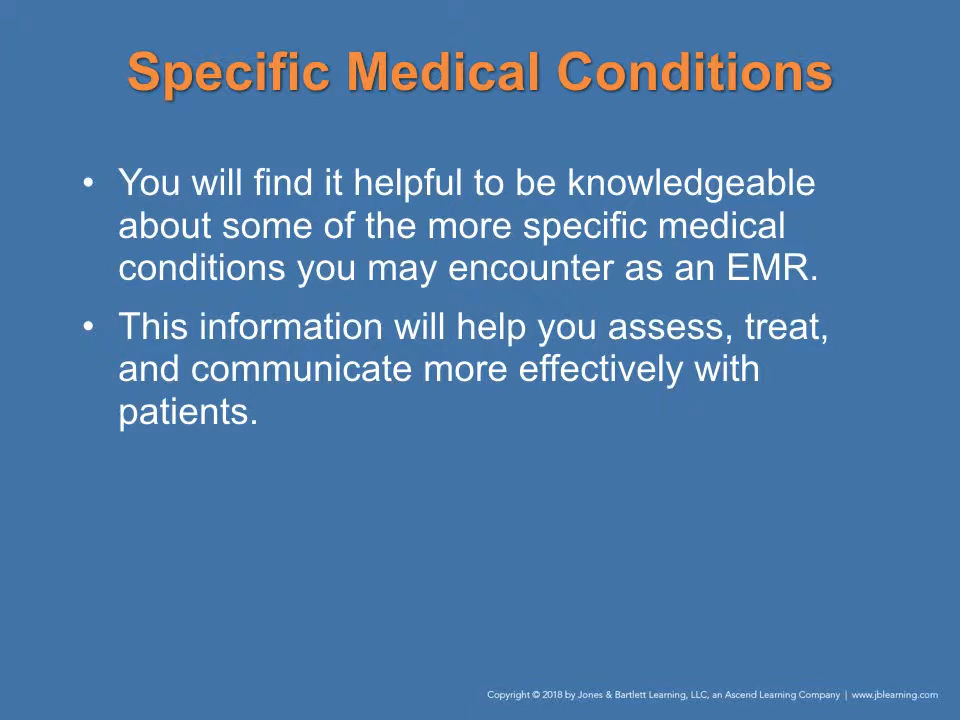 Specific Medical Conditions
• You will find it helpful to be knowledgeable
about some of the more specific medical
conditions you may encounter as an EMR.
• This information will help you assess, treat,
and communicate more effectively with
patients.
Copyright © 2018 by Jones & Bartlett Learning, LLC, an Ascend Learning Company | www.jblearning.com